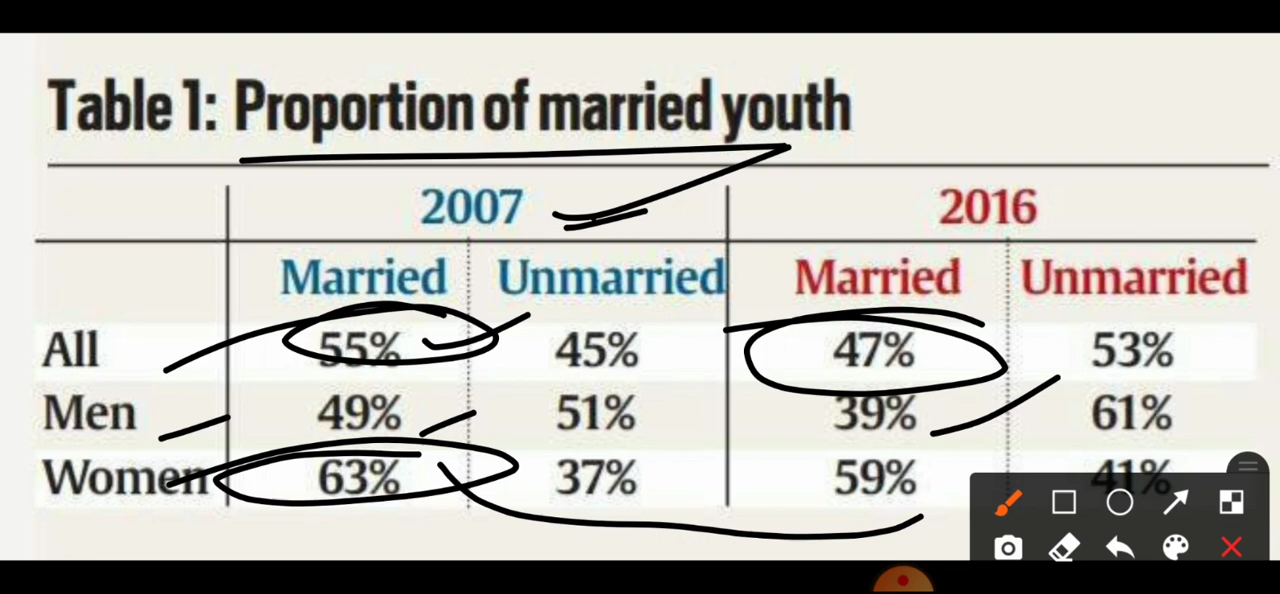 Table 1: Proportion of married youth
2007 2016
Married Unmarried Married Unmarried
All 55% 45% 47% 53%
Men 49% 51% 39% 61%
Women 63% 37% 59% 41%